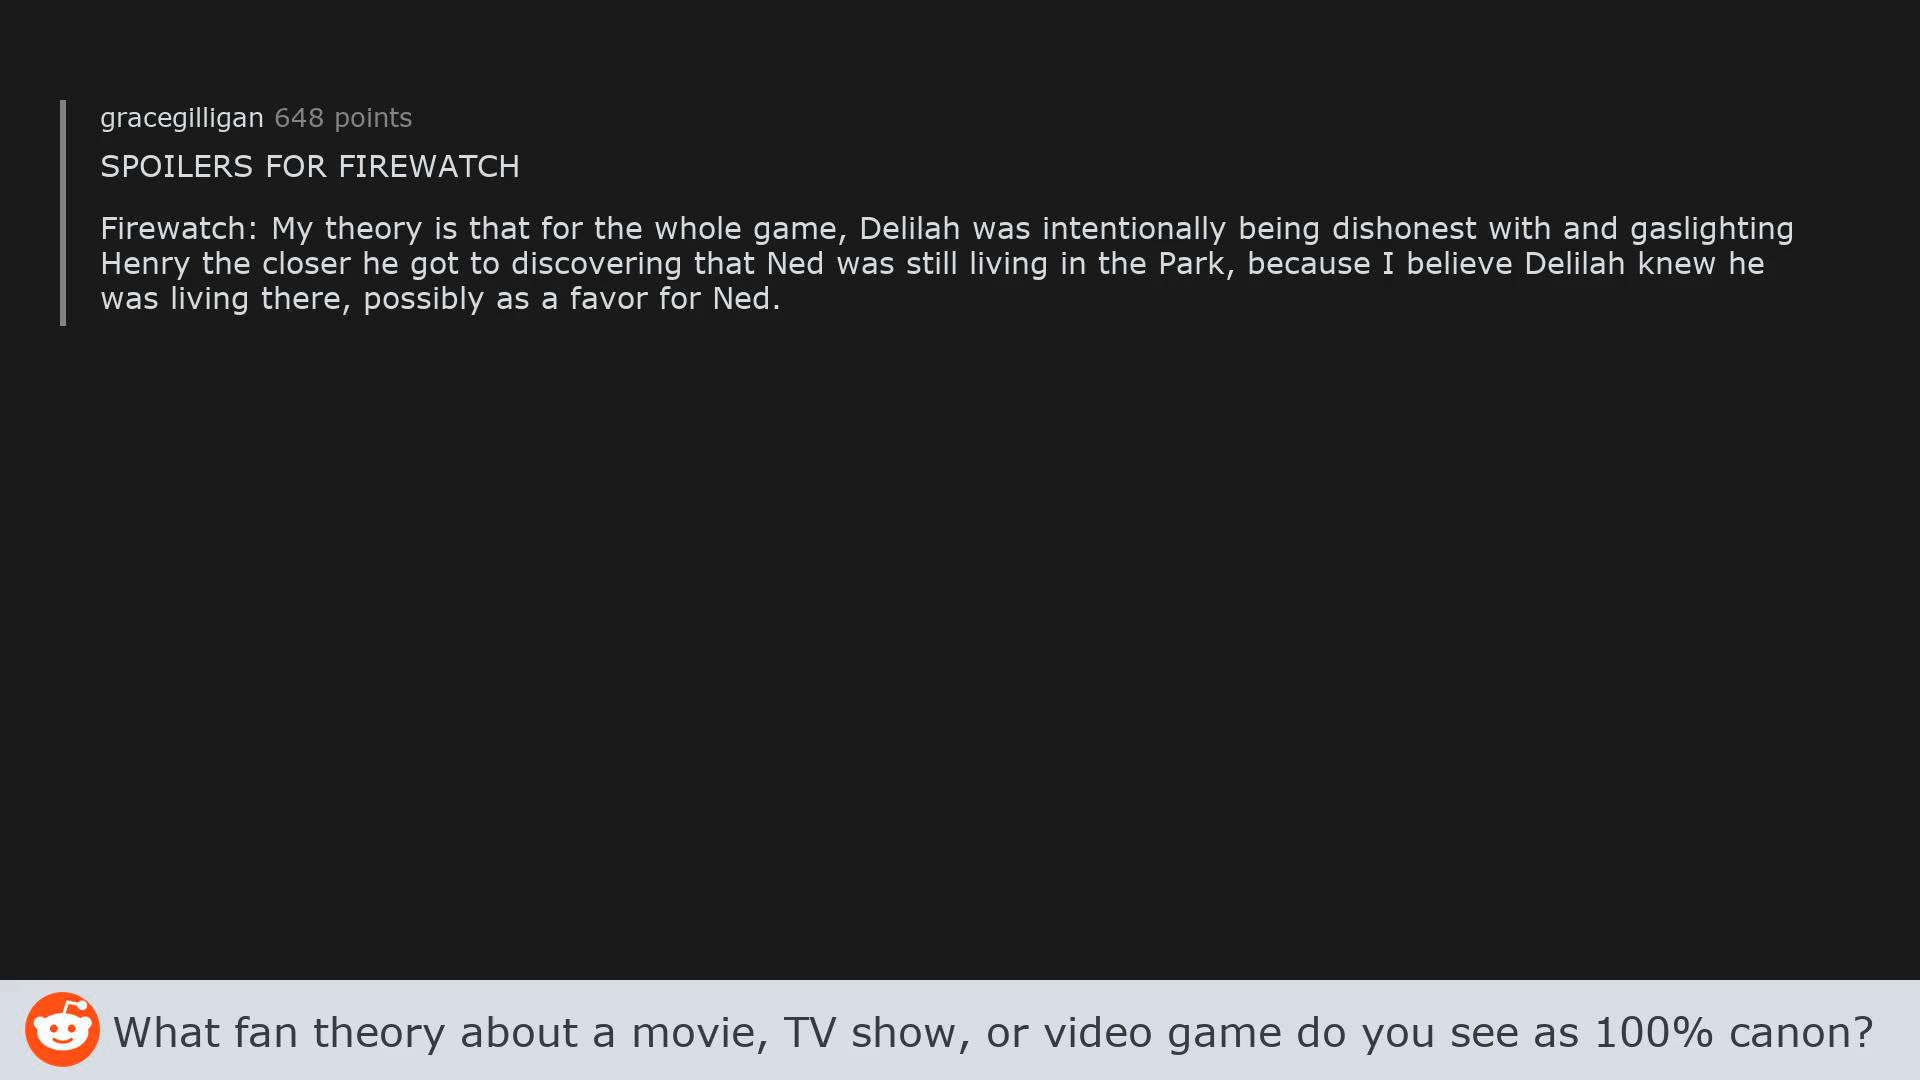 gracegilligan 648 points
SPOILERS FOR FIREWATCH
Firewatch: My theory is that for the whole game, Delilah was intentionally being dishonest with and gaslighting
Henry the closer he got to discovering that Ned was still living in the Park, because I believe Delilah knew he
was living there, possibly as a favor for Ned.
What fan theory about a movie, TV show, or video game do you see as 100% canon?